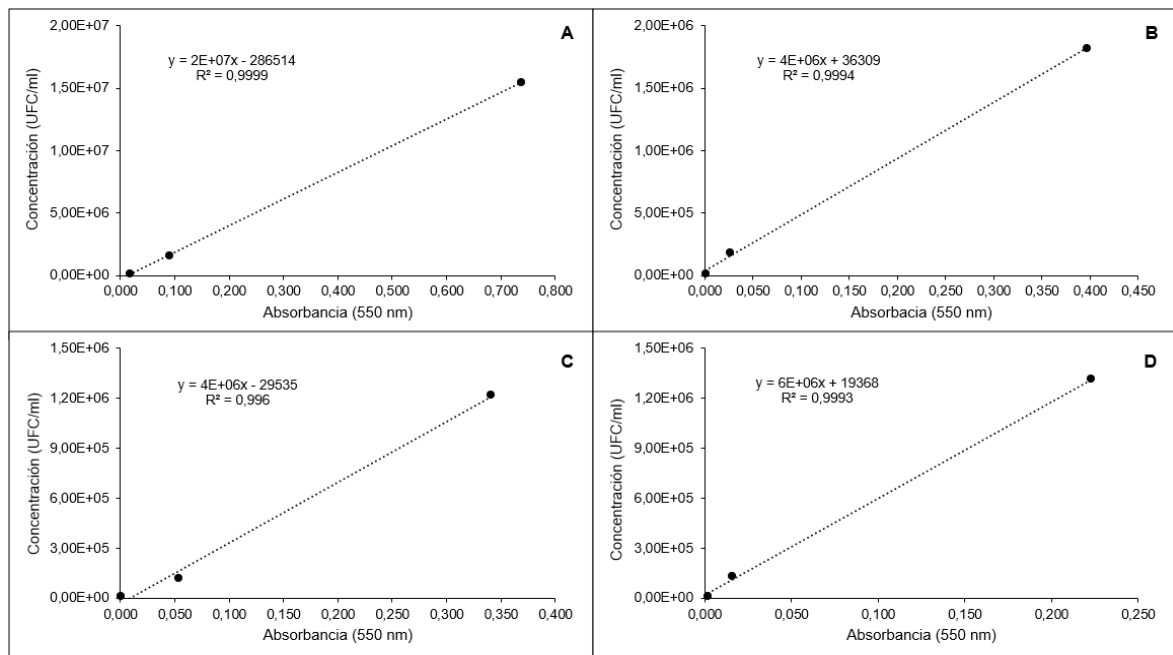 A
2,00E+07
1,50E+07
1,00E+07
5,00E+06
0,00E+00
Concentración (UFC/ml)
y = 2E+07x - 286514
R² = 0,9999
0,000 0,100 0,200 0,300 0,400 0,500 0,600 0,700 0,800
Absorbancia (550 nm)
B
2,00E+06
1,50E+06
1,00E+06
5,00E+05
0,00E+00
Concentración (UFC/ml)
y = 4E+06x + 36309
R² = 0,9994
0,000 0,050 0,100 0,150 0,200 0,250 0,300 0,350 0,400 0,450
Absorbacia (550 nm)
C
1,50E+06
1,20E+06
9,00E+05
6,00E+05
3,00E+05
0,00E+00
Concentración (UFC/ml)
y = 4E+06x - 29535
R² = 0,996
0,000 0,050 0,100 0,150 0,200 0,250 0,300 0,350 0,400
Absorbancia (550 nm)
D
1,50E+06
1,20E+06
9,00E+05
6,00E+05
3,00E+05
0,00E+00
Concentración (UFC/ml)
y = 6E+06x + 19368
R² = 0,9993
0,000 0,050 0,100 0,150 0,200 0,250
Absorbancia (550 nm)